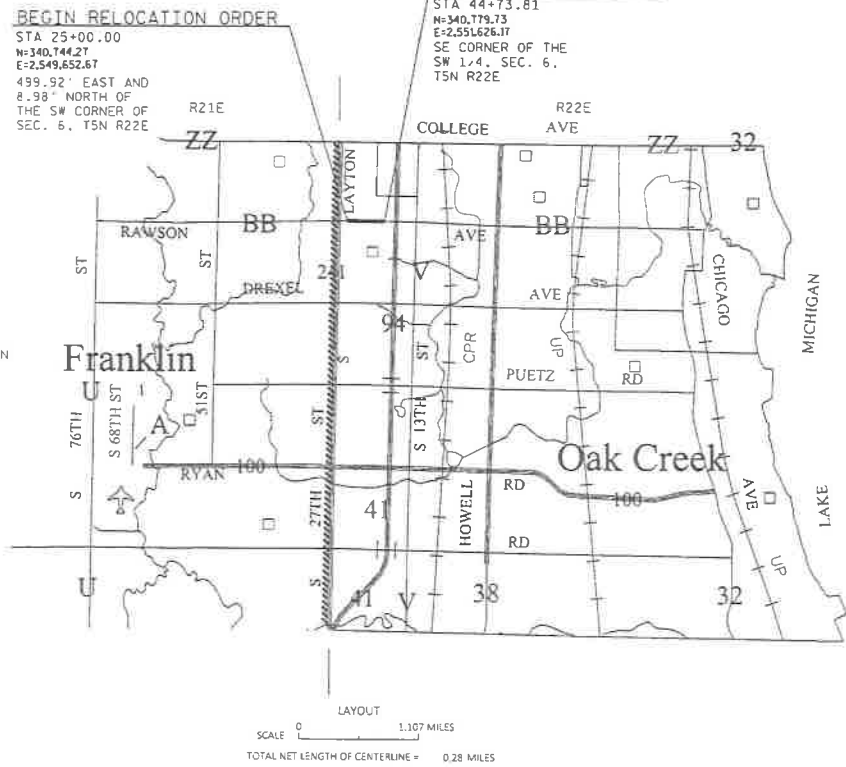 BEGIN RELOCATION ORDER
STA 25+00.00
N=340,744.27
E=2,549,652.67
499.92' EAST AND
8.98' NORTH OF
THE SW CORNER OF
SEC. 6, T5N R22E
STA 44+73.81
N=340,779.73
E=2,551,626.17
SE CORNER OF THE
SW 1/4, SEC. 6,
T5N R22E
R21E
R22E
COLLEGE AVE
ZZ
ZZ
32
LAYTON
BB
BB
RAWSON
AVE
ST
ST
241
V
DREXEL
AVE
CHICAGO
MICHIGAN
94
S
ST
CPR
UP
N
Franklin
U
1
PUETZ RD
76TH
S 68TH ST
51ST
A
ST
S 13TH
Oak Creek
RYAN
100
RD
100
AVE
S
27TH
41
HOWELL
RD
LAKE
UP
U
S
41
V
38
32
LAYOUT
SCALE 0 1.107 MILES
TOTAL NET LENGTH OF CENTERLINE = 0.28 MILES